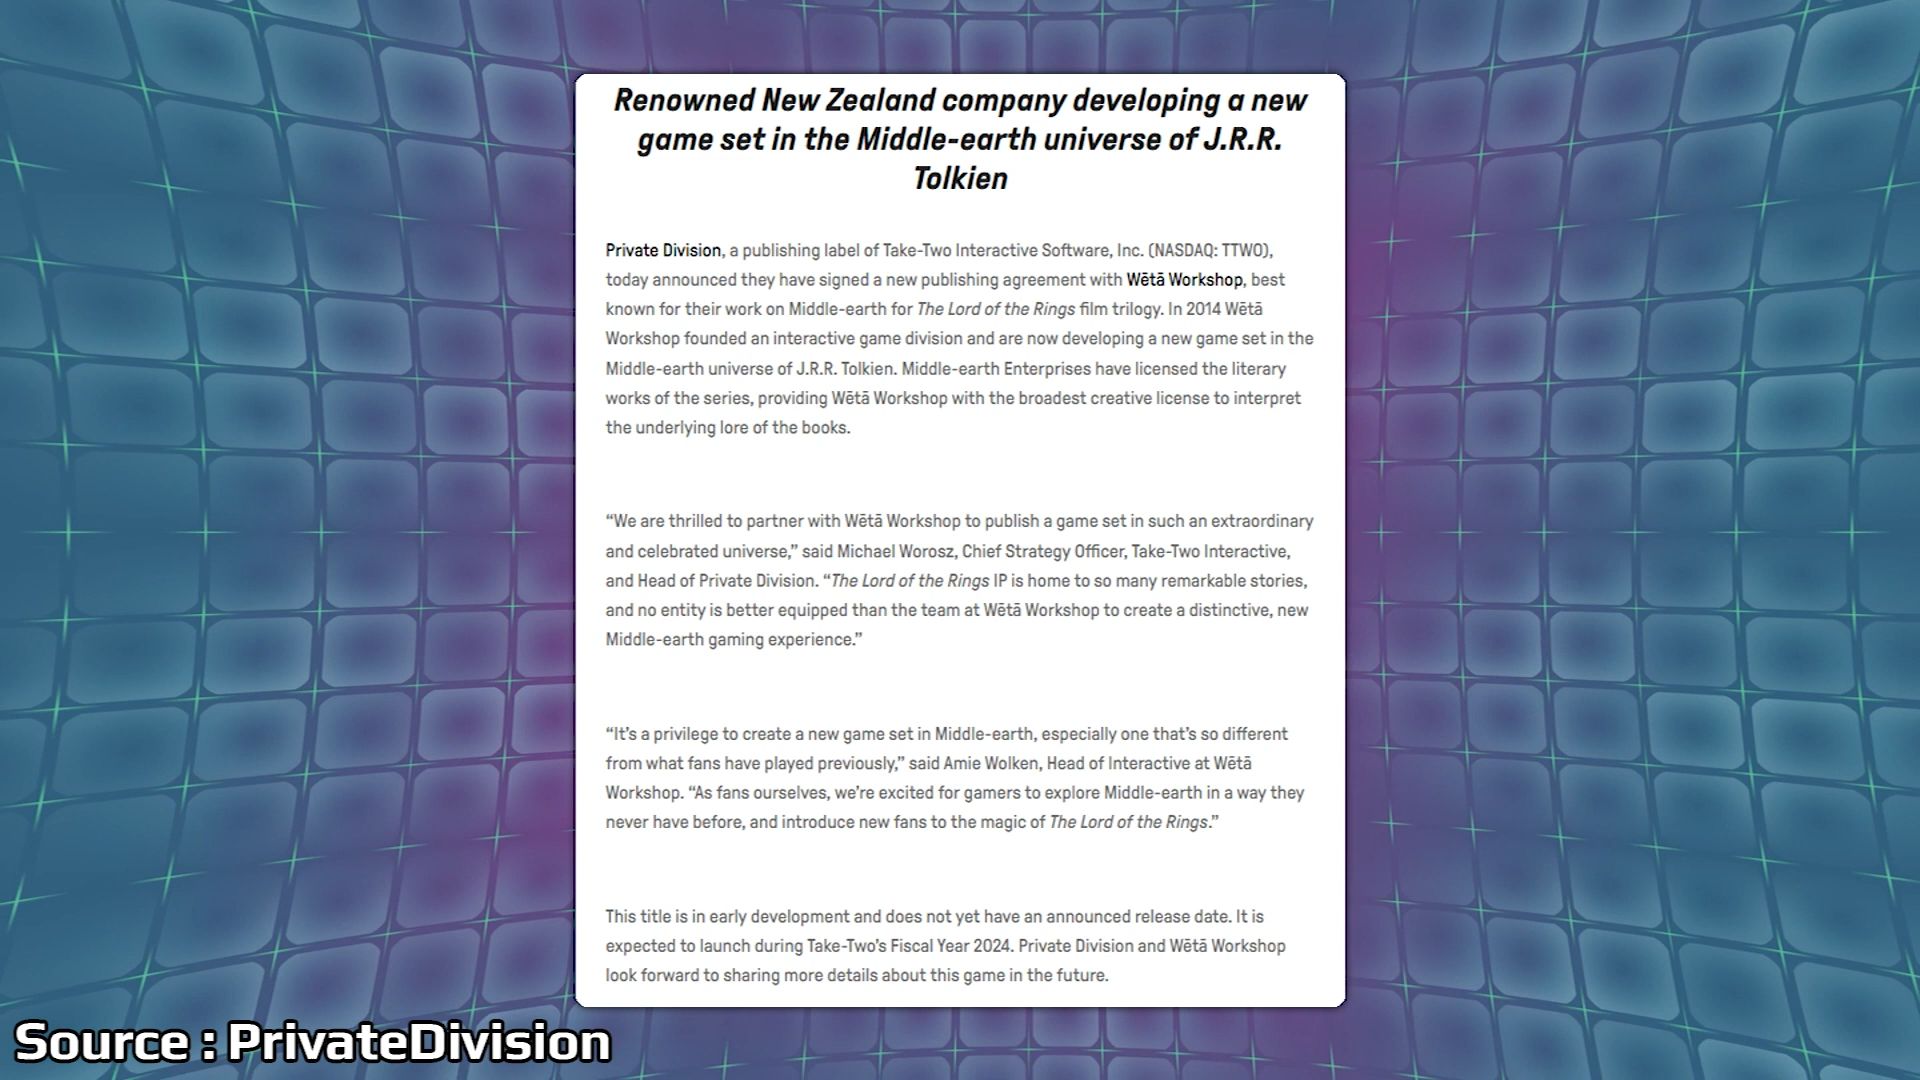 Renowned New Zealand company developing a new
game set in the Middle-earth universe of J.R.R.
Tolkien
Private Division, a publishing label of Take-Two Interactive Software, Inc. (NASDAQ: TTWO),
today announced they have signed a new publishing agreement with Wētā Workshop, best
known for their work on Middle-earth for The Lord of the Rings film trilogy. In 2014 Wētā
Workshop founded an interactive game division and are now developing a new game set in the
Middle-earth universe of J.R.R. Tolkien. Middle-earth Enterprises have licensed the literary
works of the series, providing Wētā Workshop with the broadest creative license to interpret
the underlying lore of the books.
“We are thrilled to partner with Wētā Workshop to publish a game set in such an extraordinary
and celebrated universe,” said Michael Worosz, Chief Strategy Officer, Take-Two Interactive,
and Head of Private Division. “The Lord of the Rings IP is home to so many remarkable stories,
and no entity is better equipped than the team at Wētā Workshop to create a distinctive, new
Middle-earth gaming experience.”
“It’s a privilege to create a new game set in Middle-earth, especially one that’s so different
from what fans have played previously,” said Amie Wolken, Head of Interactive at Wētā
Workshop. “As fans ourselves, we’re excited for gamers to explore Middle-earth in a way they
never have before, and introduce new fans to the magic of The Lord of the Rings.”
This title is in early development and does not yet have an announced release date. It is
expected to launch during Take-Two’s Fiscal Year 2024. Private Division and Wētā Workshop
look forward to sharing more details about this game in the future.
Source : PrivateDivision